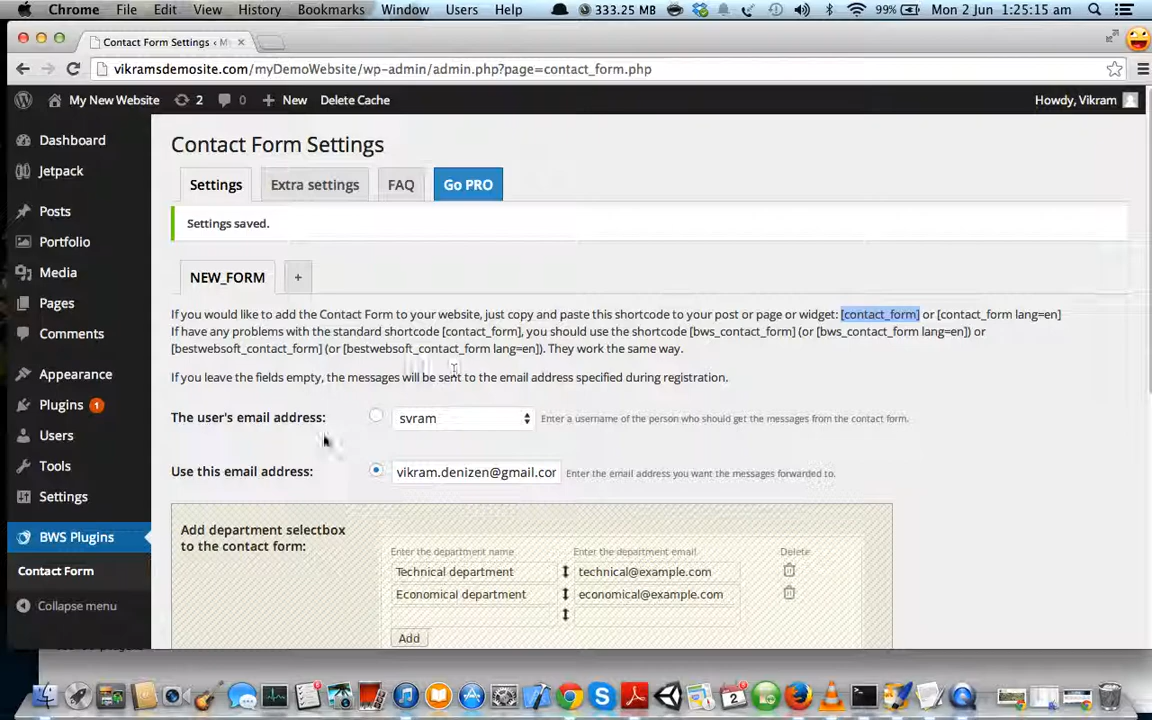 Chrome File Edit View History Bookmarks Window Users Help 333.25 MB 99% Mon 2 Jun 1:25:15 am
Contact Form Settings ‹ M
vikramsdemosite.com/myDemoWebsite/wp-admin/admin.php?page=contact_form.php
My New Website 2 0 + New Delete Cache Howdy, Vikram
Dashboard
Jetpack
Posts
Portfolio
Media
Pages
Comments
Appearance
Plugins 1
Users
Tools
Settings
BWS Plugins
Contact Form
Collapse menu
Contact Form Settings
Settings Extra settings FAQ Go PRO
Settings saved.
NEW_FORM +
If you would like to add the Contact Form to your website, just copy and paste this shortcode to your post or page or widget: [contact_form] or [contact_form lang=en]
If have any problems with the standard shortcode [contact_form], you should use the shortcode [bws_contact_form] (or [bws_contact_form lang=en]) or
[bestwebsoft_contact_form] (or [bestwebsoft_contact_form lang=en]). They work the same way.
If you leave the fields empty, the messages will be sent to the email address specified during registration.
The user's email address: svram Enter a username of the person who should get the messages from the contact form.
Use this email address: vikram.denizen@gmail.cor Enter the email address you want the messages forwarded to.
Add department selectbox
to the contact form:
Enter the department name Enter the department email Delete
Technical department technical@example.com
Economical department economical@example.com
Add